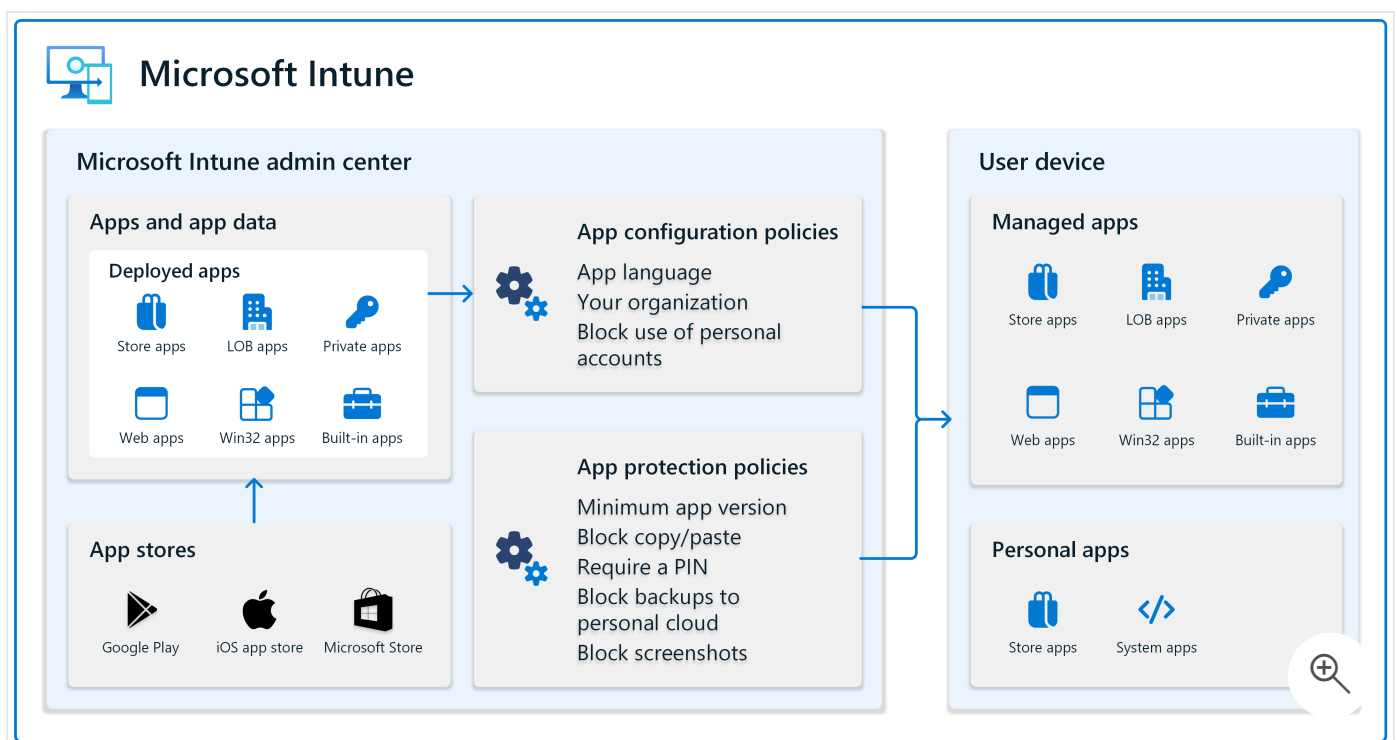 Microsoft Intune
Microsoft Intune admin center
Apps and app data
Deployed apps
Store apps
LOB apps
Private apps
Web apps
Win32 apps
Built-in apps
App stores
Google Play
iOS app store
Microsoft Store
App configuration policies
App language
Your organization
Block use of personal
accounts
App protection policies
Minimum app version
Block copy/paste
Require a PIN
Block backups to
personal cloud
Block screenshots
User device
Managed apps
Store apps
LOB apps
Private apps
Web apps
Win32 apps
Built-in apps
Personal apps
Store apps
System apps